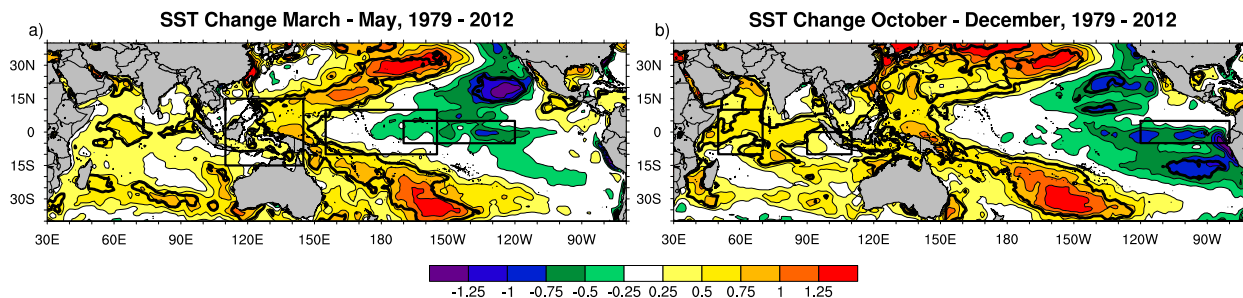 SST Change March - May, 1979 - 2012
SST Change October - December, 1979 - 2012
a)
b)
30N
15N
0
15S
30S
30E
60E
90E
120E
150E
180
150W
120W
90W
30N
15N
0
15S
30S
30E
60E
90E
120E
150E
180
150W
120W
90W
-1.25 -1 -0.75 -0.5 -0.25 0.25 0.5 0.75 1 1.25